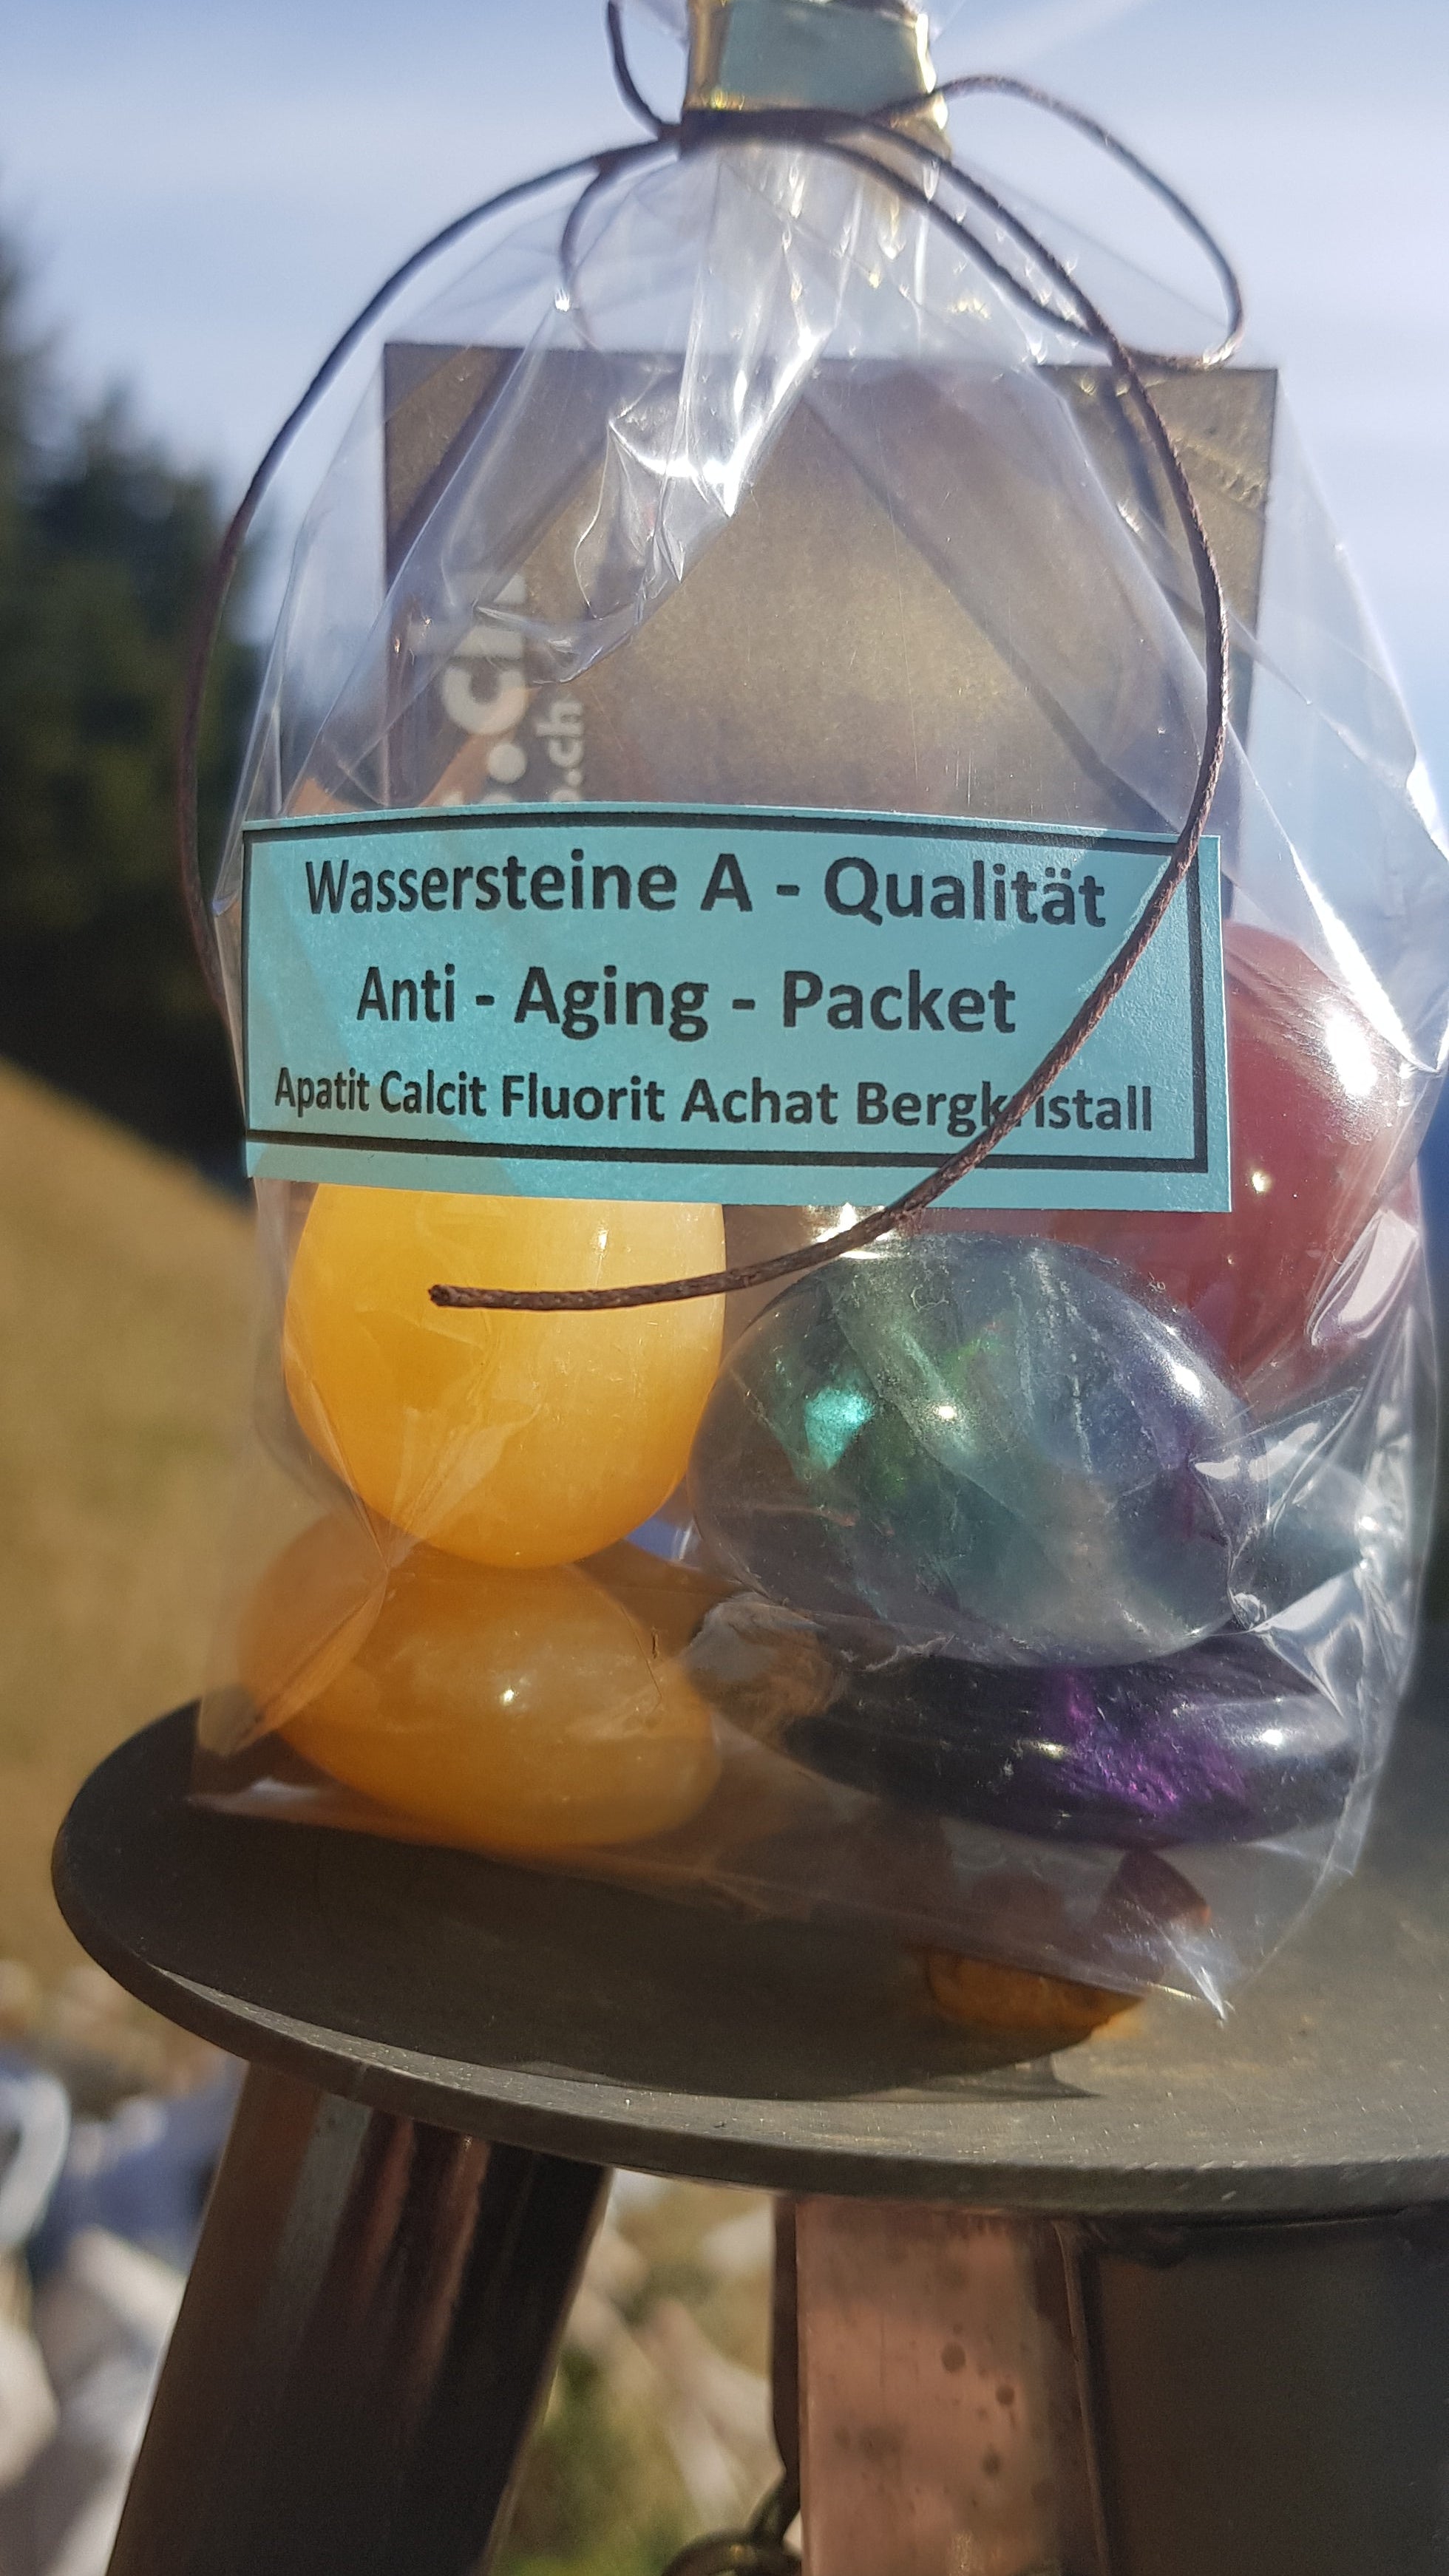 Wassersteine A - Qualität
Anti - Aging - Packet
Apatit Calcit Fluorit Achat Bergkristall